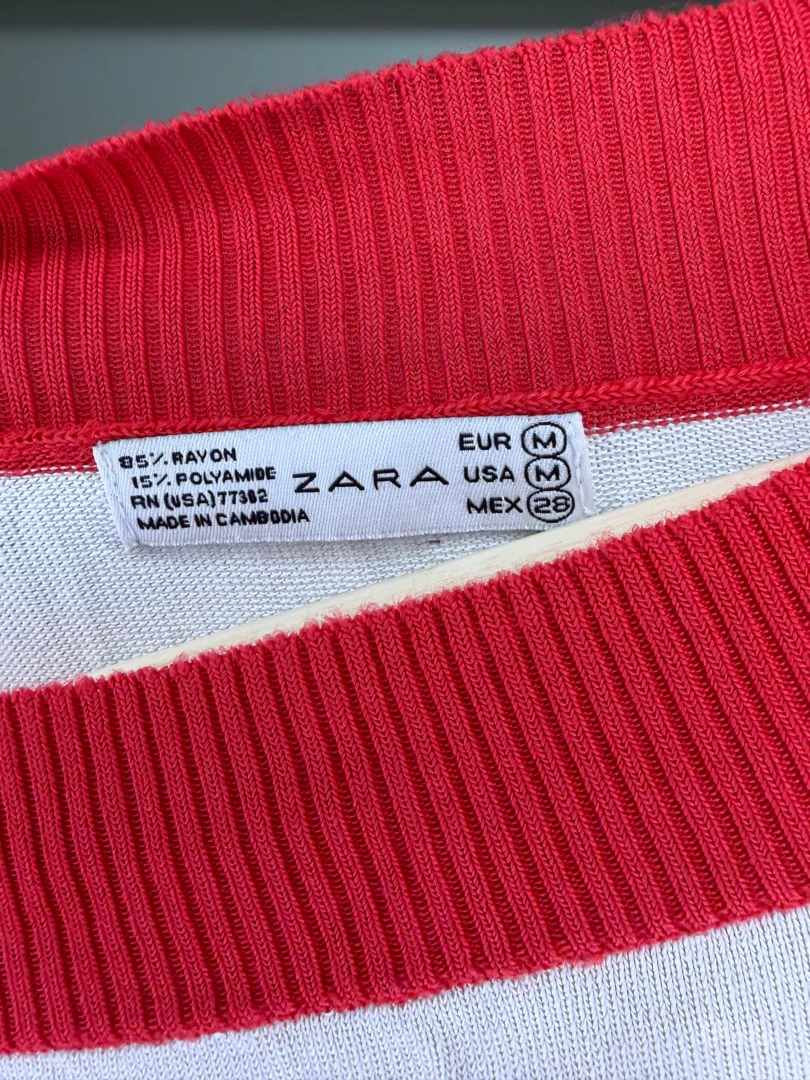 85% RAYON
15% POLYAMIDE
RN (USA) 77302
MADE IN CAMBODIA
ZARA
EUR M
USA M
MEX 28